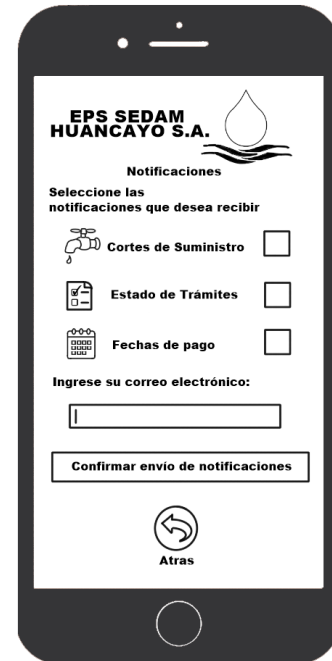 EPS SEDAM
HUANCAYO S.A.
Notificaciones
Seleccione las
notificaciones que desea recibir
Cortes de Suministro
Estado de Trámites
Fechas de pago
Ingrese su correo electrónico:
Confirmar envío de notificaciones
Atras